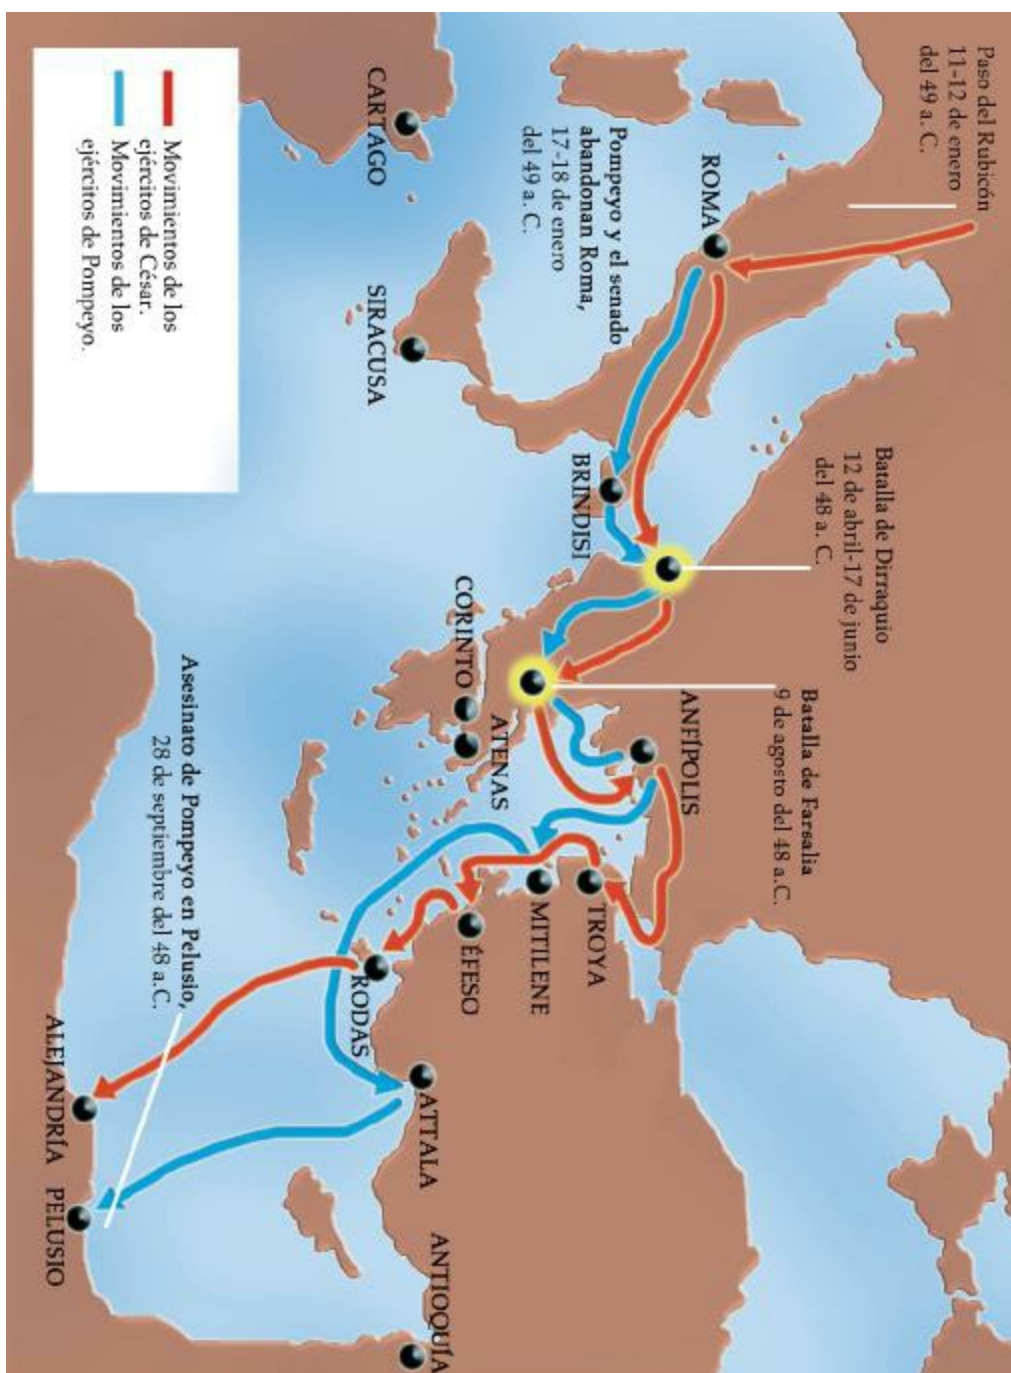 Paso del Rubicón
11-12 de enero
del 49 a. C.
ROMA
Pompeyo y el senado
abandonan Roma,
17-18 de enero
del 49 a. C.
CARTAGO
SIRACUSA
BRINDISI
Batalla de Dirraquio
12 de abril-17 de junio
del 48 a. C.
Batalla de Farsalia
9 de agosto del 48 a.C.
ANFÍPOLIS
CORINTO
ATENAS
TROYA
MITILENE
ÉFESO
RODAS
ATTALA
ANTIOQUÍA
Asesinato de Pompeyo en Pelusio,
28 de septiembre del 48 a.C.
ALEJANDRÍA
PELUSIO
Movimientos de los
ejércitos de César.
Movimientos de los
ejércitos de Pompeyo.